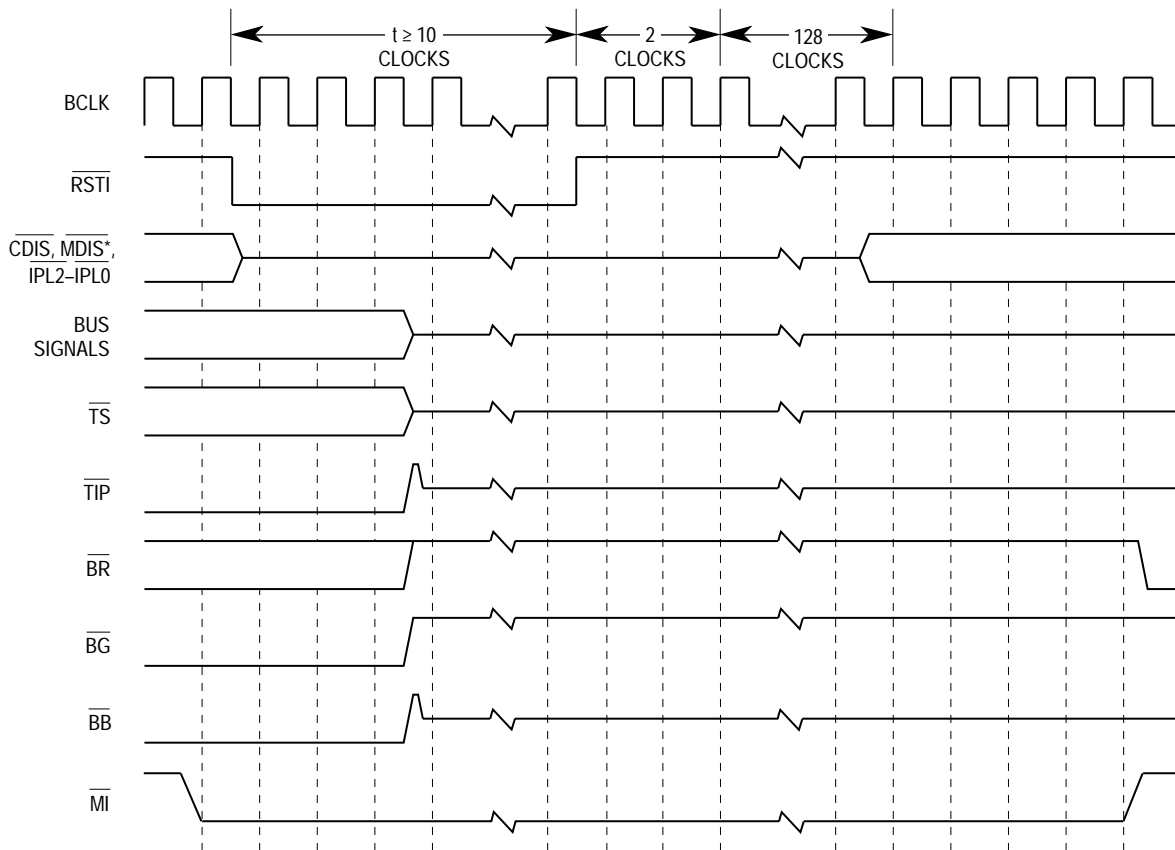 t ≥ 10
CLOCKS
2
CLOCKS
128
CLOCKS
BCLK
RSTI
CDIS, MDIS*,
IPL2–IPL0
BUS
SIGNALS
TS
TIP
BR
BG
BB
MI